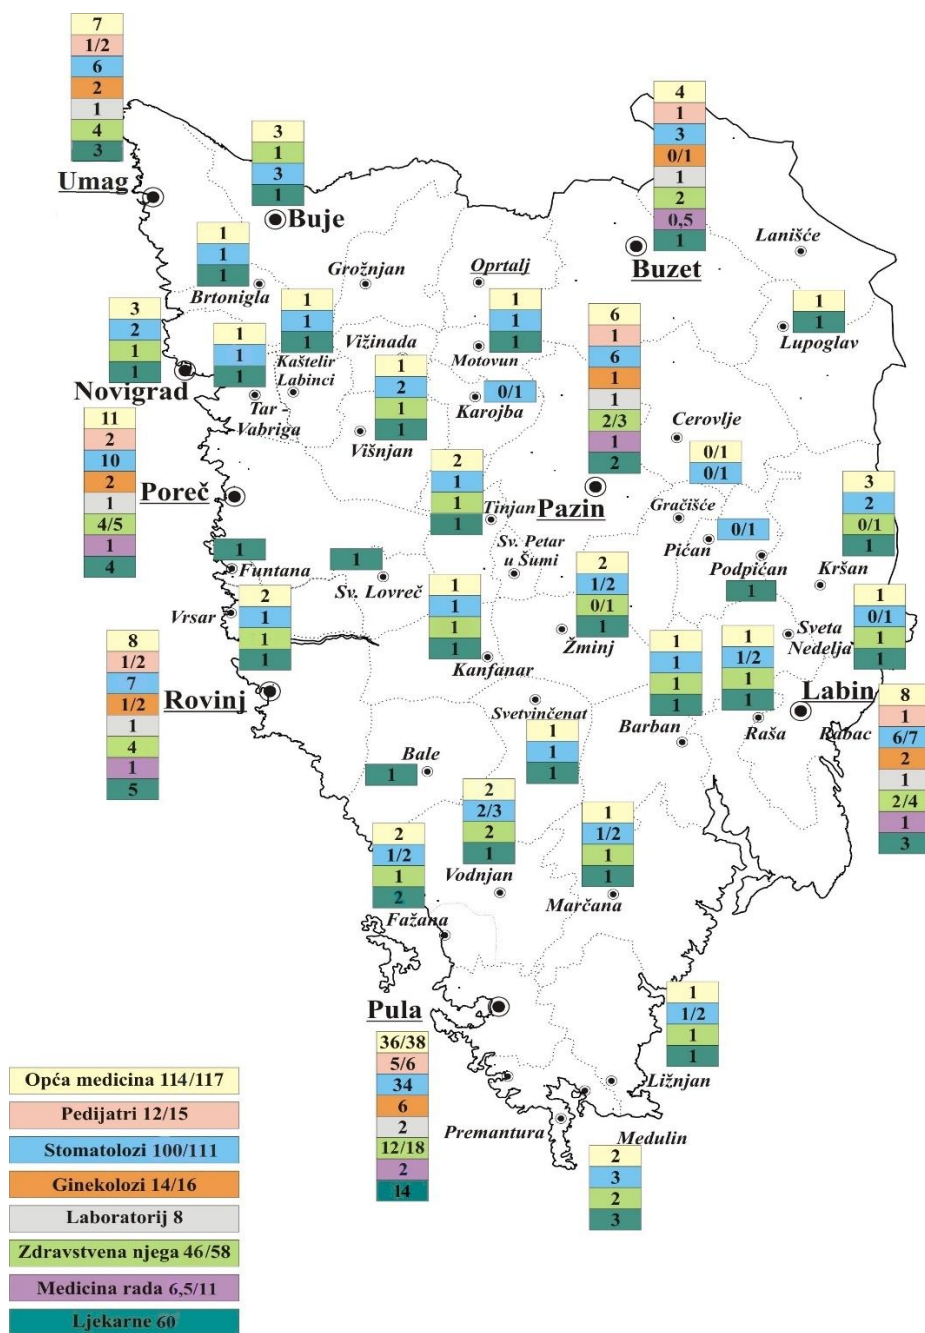 7
1/2
6
2
1
4
3
Umag
3
1
3
1
Buje
4
1
3
0/1
1
2
0,5
1
Buzet
Lanišće
1
1
1
Brtonigla
Grožnjan
Oprtalj
1
1
Lupoglav
3
2
1
1
Novigrad
1
1
1
Tar -
Vabriga
1
1
1
Kaštelir
Labinci
Vižinada
1
2
1
1
Višnjan
1
1
1
Motovun
0/1
Karojba
6
1
6
1
1
2/3
1
2
Pazin
Cerovlje
0/1
0/1
Gračišće
11
2
10
2
1
4/5
1
4
Poreč
2
1
1
1
Tinjan
Sv. Petar
u Šumi
0/1
Pićan
Podpićan
1
3
2
0/1
1
Kršan
1
Funtana
1
Sv. Lovreč
Vrsar
2
1
1
1
1
1
1
1
Kanfanar
2
1/2
0/1
1
Žminj
1
1
1
1
Barban
1
1/2
1
1
Raša
Sveta
Nedelja
1
0/1
1
1
8
1/2
7
1/2
1
4
1
5
Rovinj
Labin
Rabac
8
1
6/7
2
1
2/4
1
3
Svetvinčenat
1
1
1
Bale
1
2
2/3
2
1
Vodnjan
1
1/2
1
1
Marčana
2
1/2
1
2
Fažana
Pula
36/38
5/6
34
6
2
12/18
2
14
1
1/2
1
1
Ližnjan
Premantura
Medulin
2
3
2
3
Opća medicina 114/117
Pedijatri 12/15
Stomatolozi 100/111
Ginekolozi 14/16
Laboratorij 8
Zdravstvena njega 46/58
Medicina rada 6,5/11
Ljekarne 60